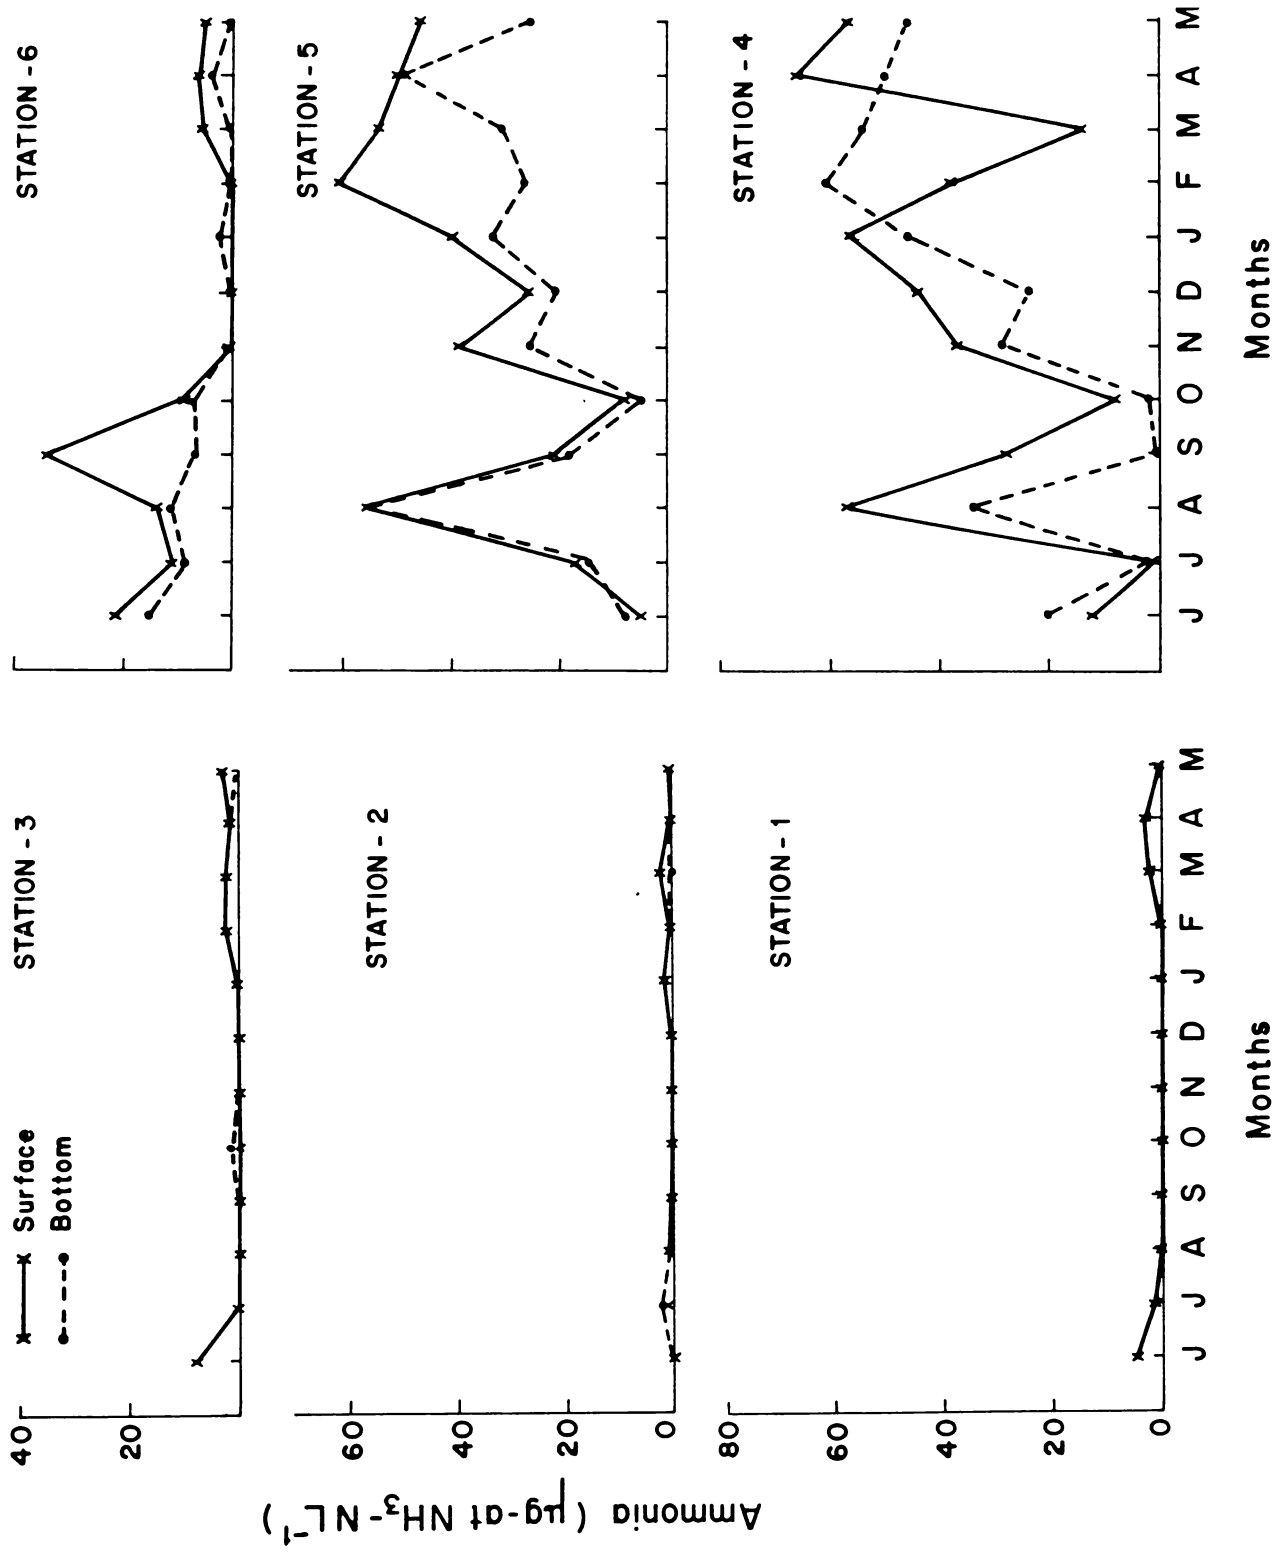 Surface
Bottom
STATION-3
STATION-6
40
20
STATION-2
STATION-5
60
40
20
0
STATION-1
STATION-4
80
60
40
20
0
J J A S O N D J F M A M
J J A S O N D J F M A M
Months
Months
Ammonia (µg-at NH₃-NL⁻¹)